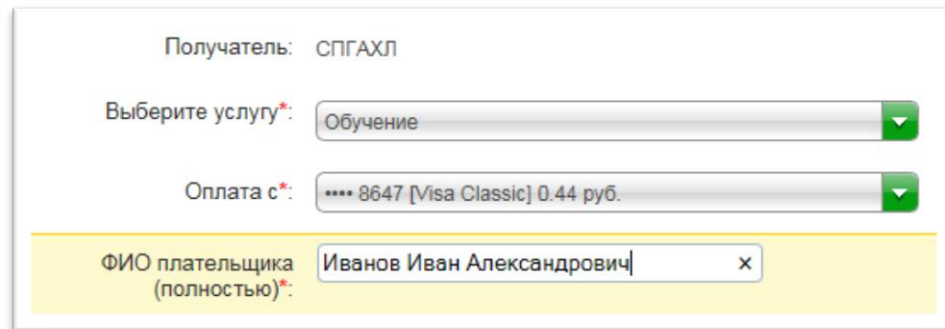 Получатель: СПГАХЛ
Выберите услугу*: Обучение
Оплата с*: •••• 8647 [Visa Classic] 0.44 руб.
ФИО плательщика Иванов Иван Александрович
(полностью)*: